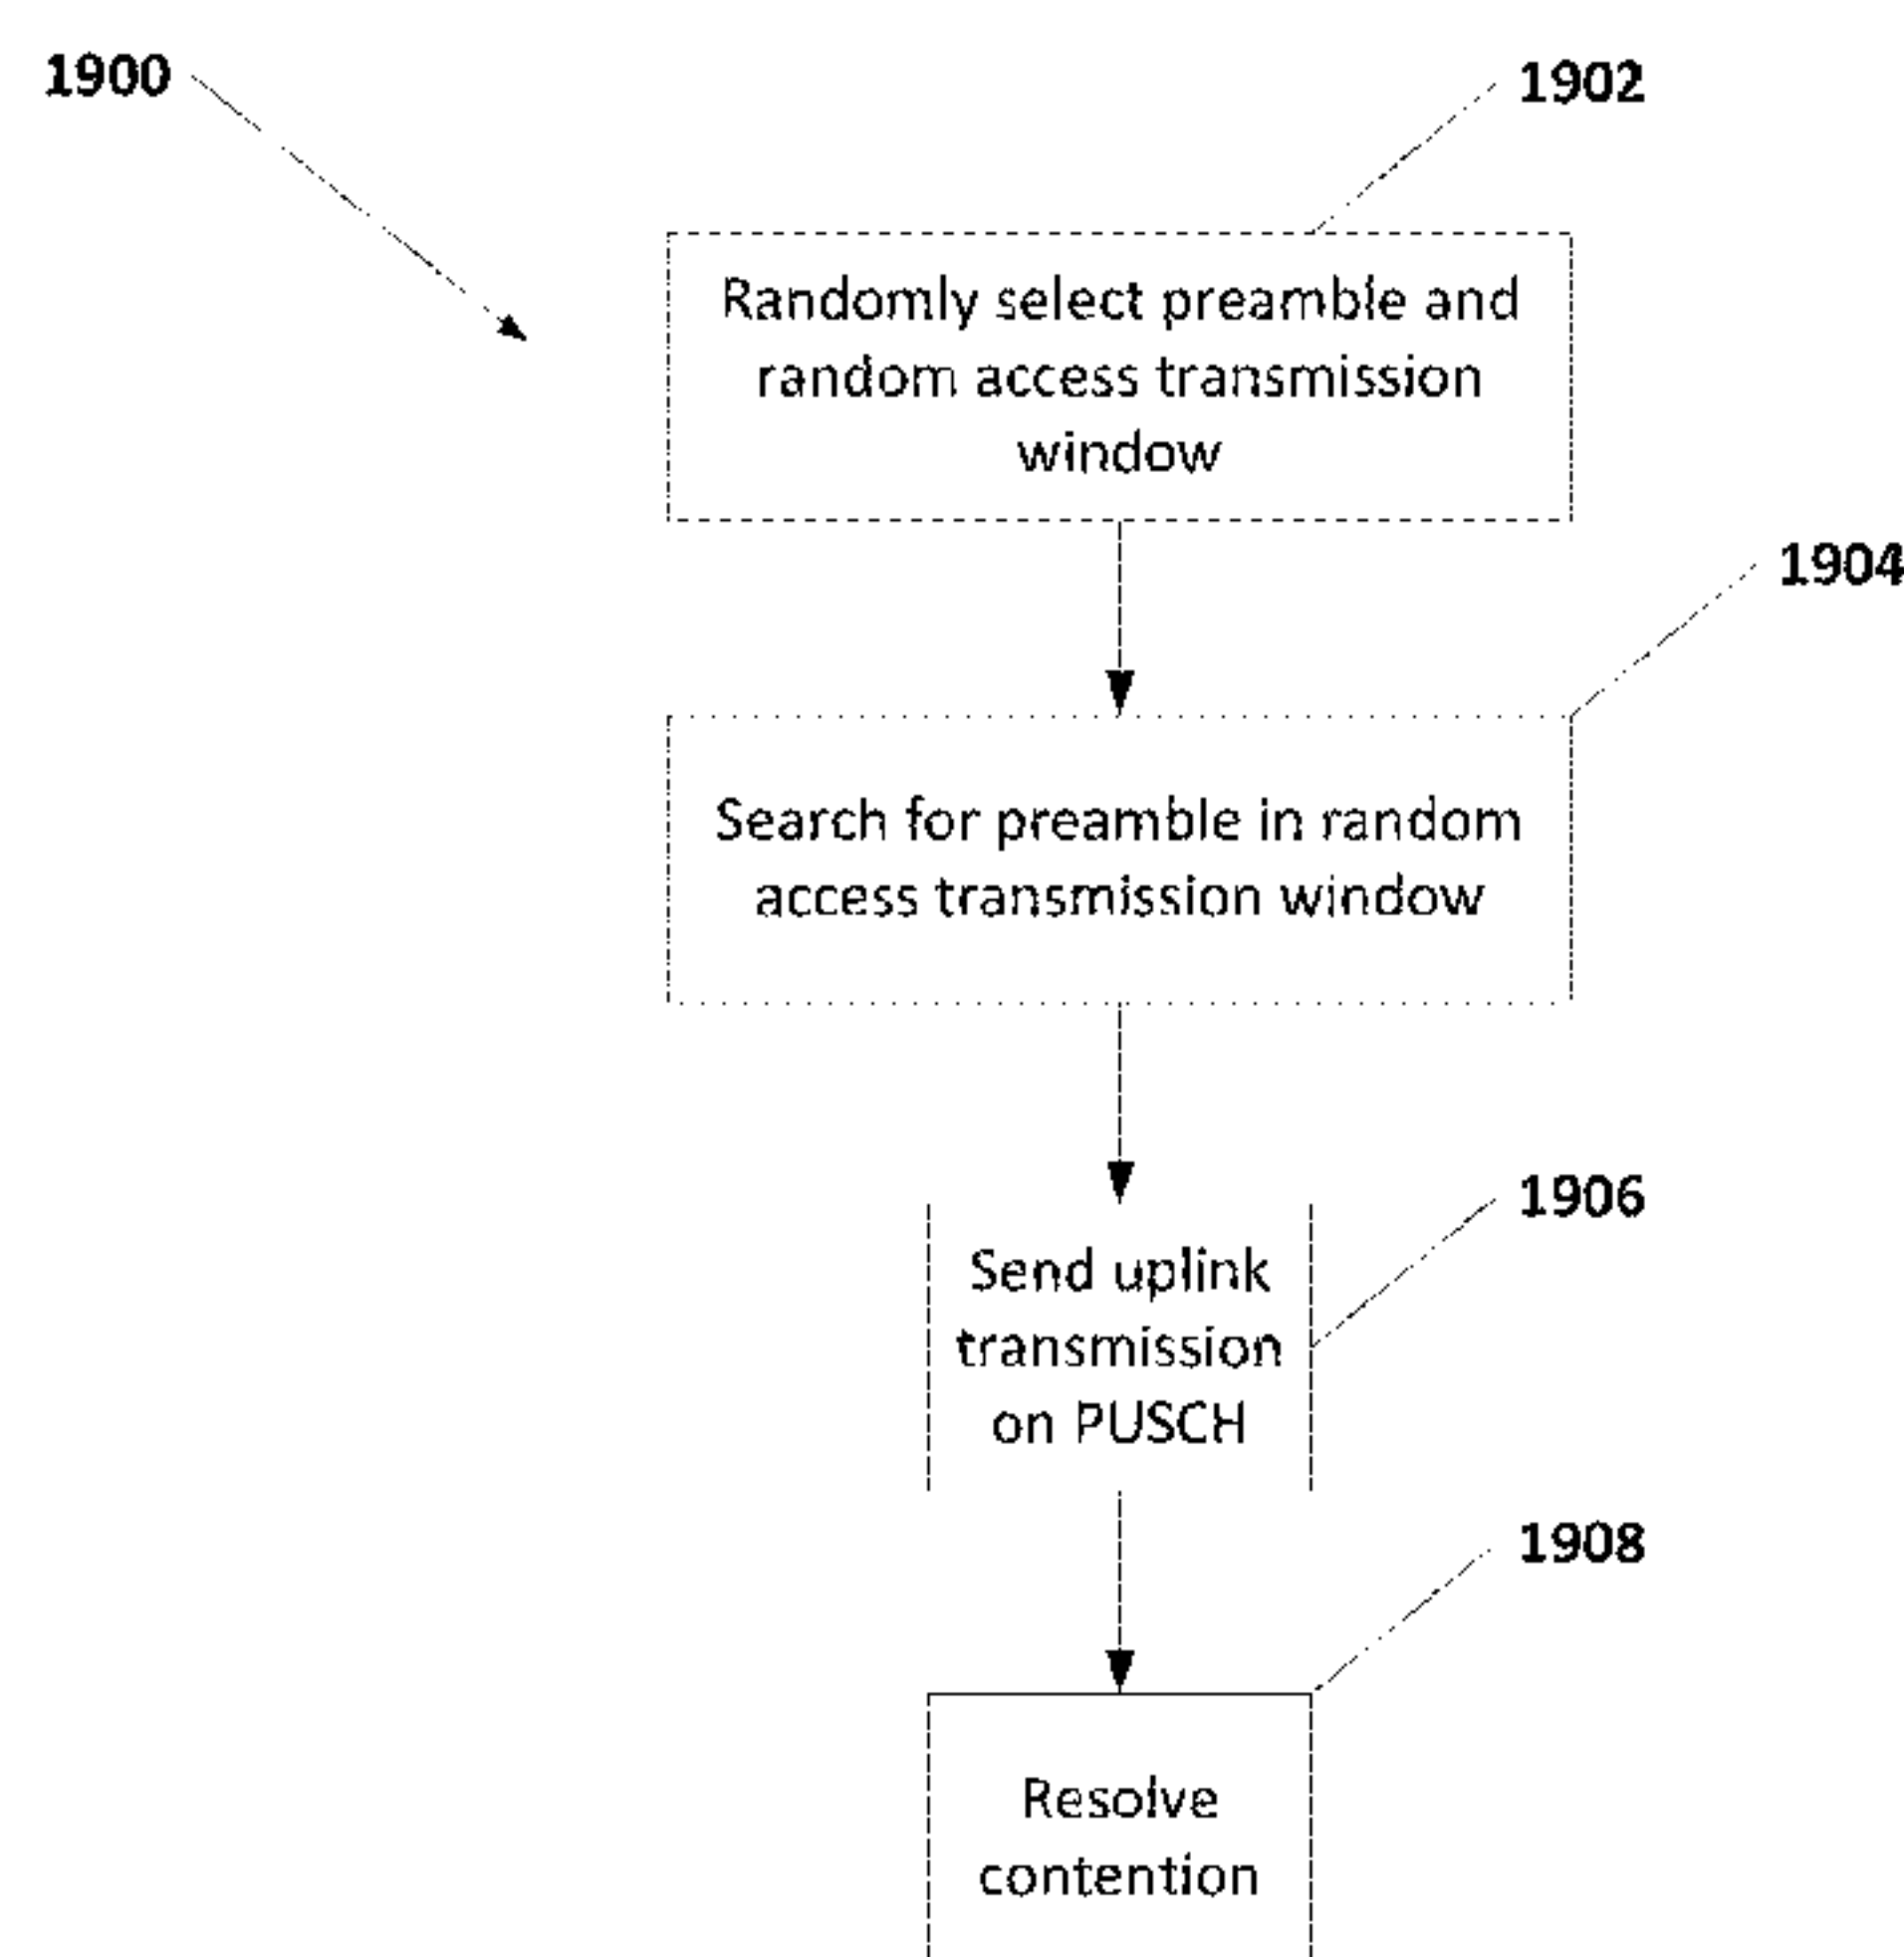 1900
1902
Randomly select preamble and
random access transmission
window
1904
Search for preamble in random
access transmission window
1906
Send uplink
transmission
on PUSCH
1908
Resolve
contention